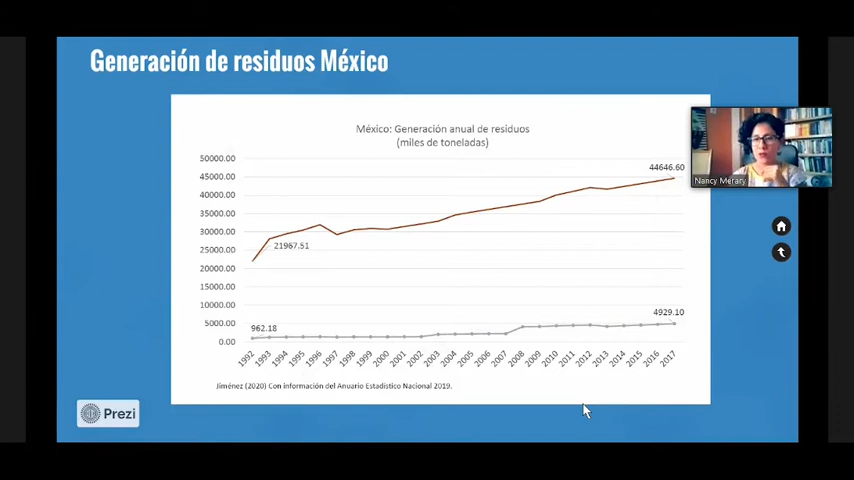 Generación de residuos México
México: Generación anual de residuos
(miles de toneladas)
50000.00
45000.00
40000.00
35000.00
30000.00
25000.00
20000.00
15000.00
10000.00
5000.00
0.00
44646.60
21967.51
4929.10
962.18
1992 1993 1994 1995 1996 1997 1998 1999 2000 2001 2002 2003 2004 2005 2006 2007 2008 2009 2010 2011 2012 2013 2014 2015 2016 2017
Jiménez (2020) Con información del Anuario Estadístico Nacional 2019.
Prezi
Nancy Merary